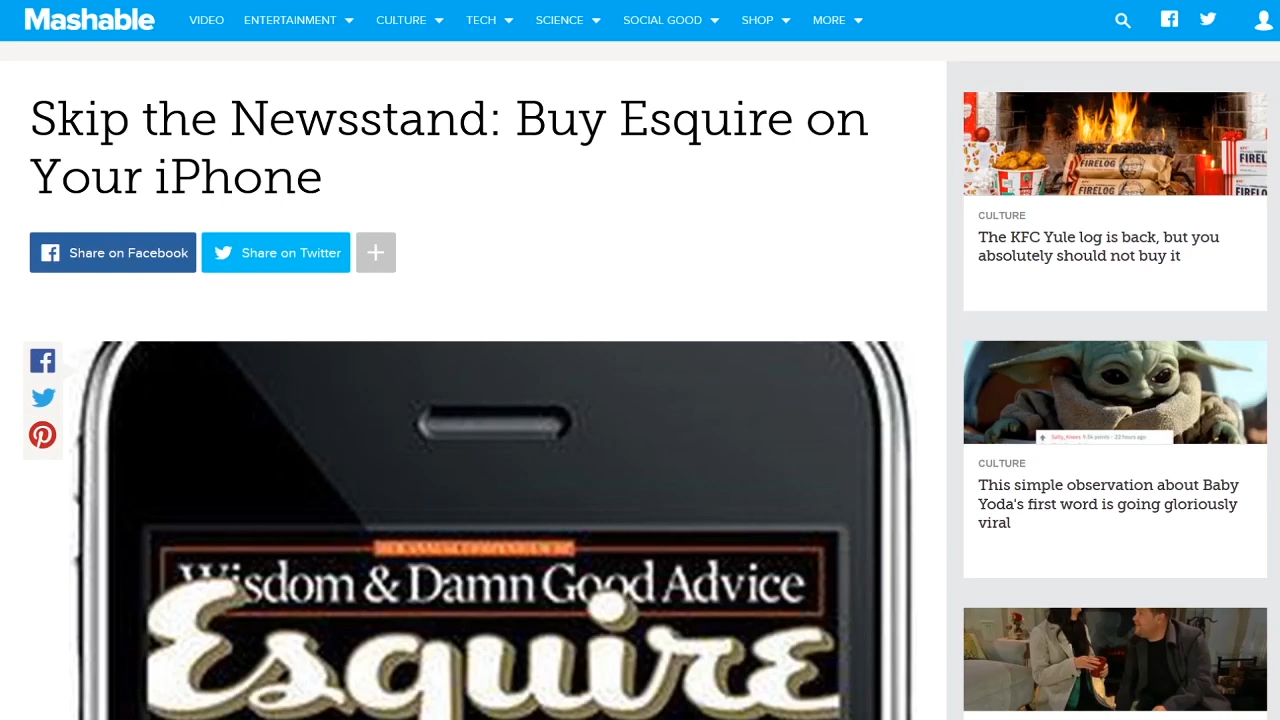 Mashable
VIDEO
ENTERTAINMENT
CULTURE
TECH
SCIENCE
SOCIAL GOOD
SHOP
MORE
Skip the Newsstand: Buy Esquire on
Your iPhone
Share on Facebook
Share on Twitter
Wisdom & Damn Good Advice
Esquire
FIRELOG
FIRELOG
CULTURE
The KFC Yule log is back, but you
absolutely should not buy it
CULTURE
This simple observation about Baby
Yoda's first word is going gloriously
viral